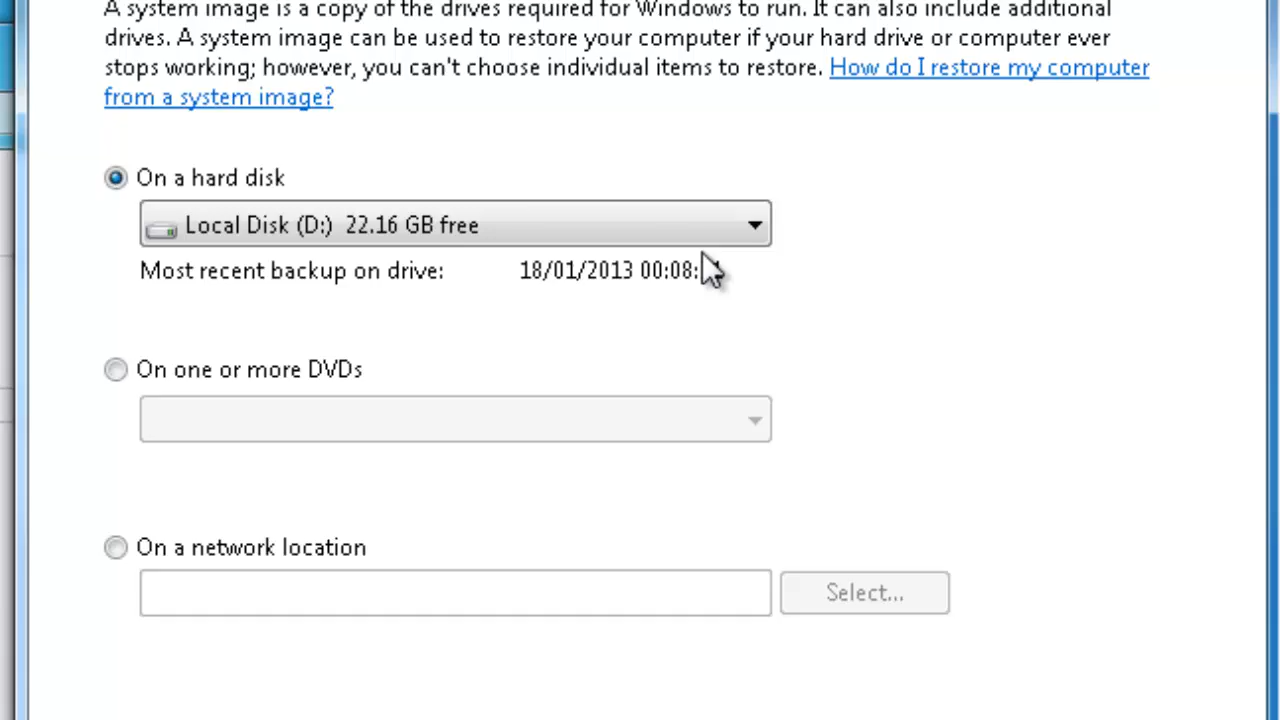 A system image is a copy of the drives required for Windows to run. It can also include additional
drives. A system image can be used to restore your computer if your hard drive or computer ever
stops working; however, you can't choose individual items to restore. How do I restore my computer
from a system image?
On a hard disk
Local Disk (D:) 22.16 GB free
Most recent backup on drive: 18/01/2013 00:08:
On one or more DVDs
On a network location
Select...